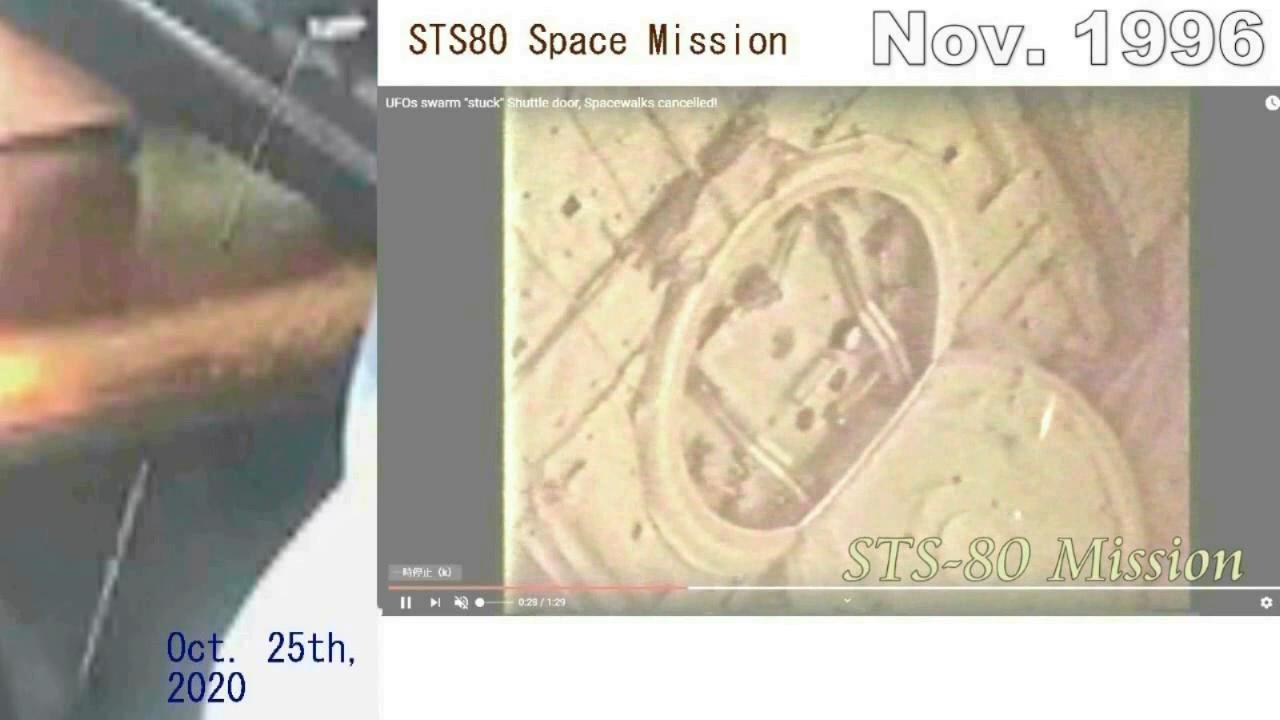 STS80 Space Mission
Nov. 1996
UFOs swarm "stuck" Shuttle door, Spacewalks cancelled!
STS-80 Mission
一時停止 (k)
0:28 / 1:29
Oct. 25th,
2020